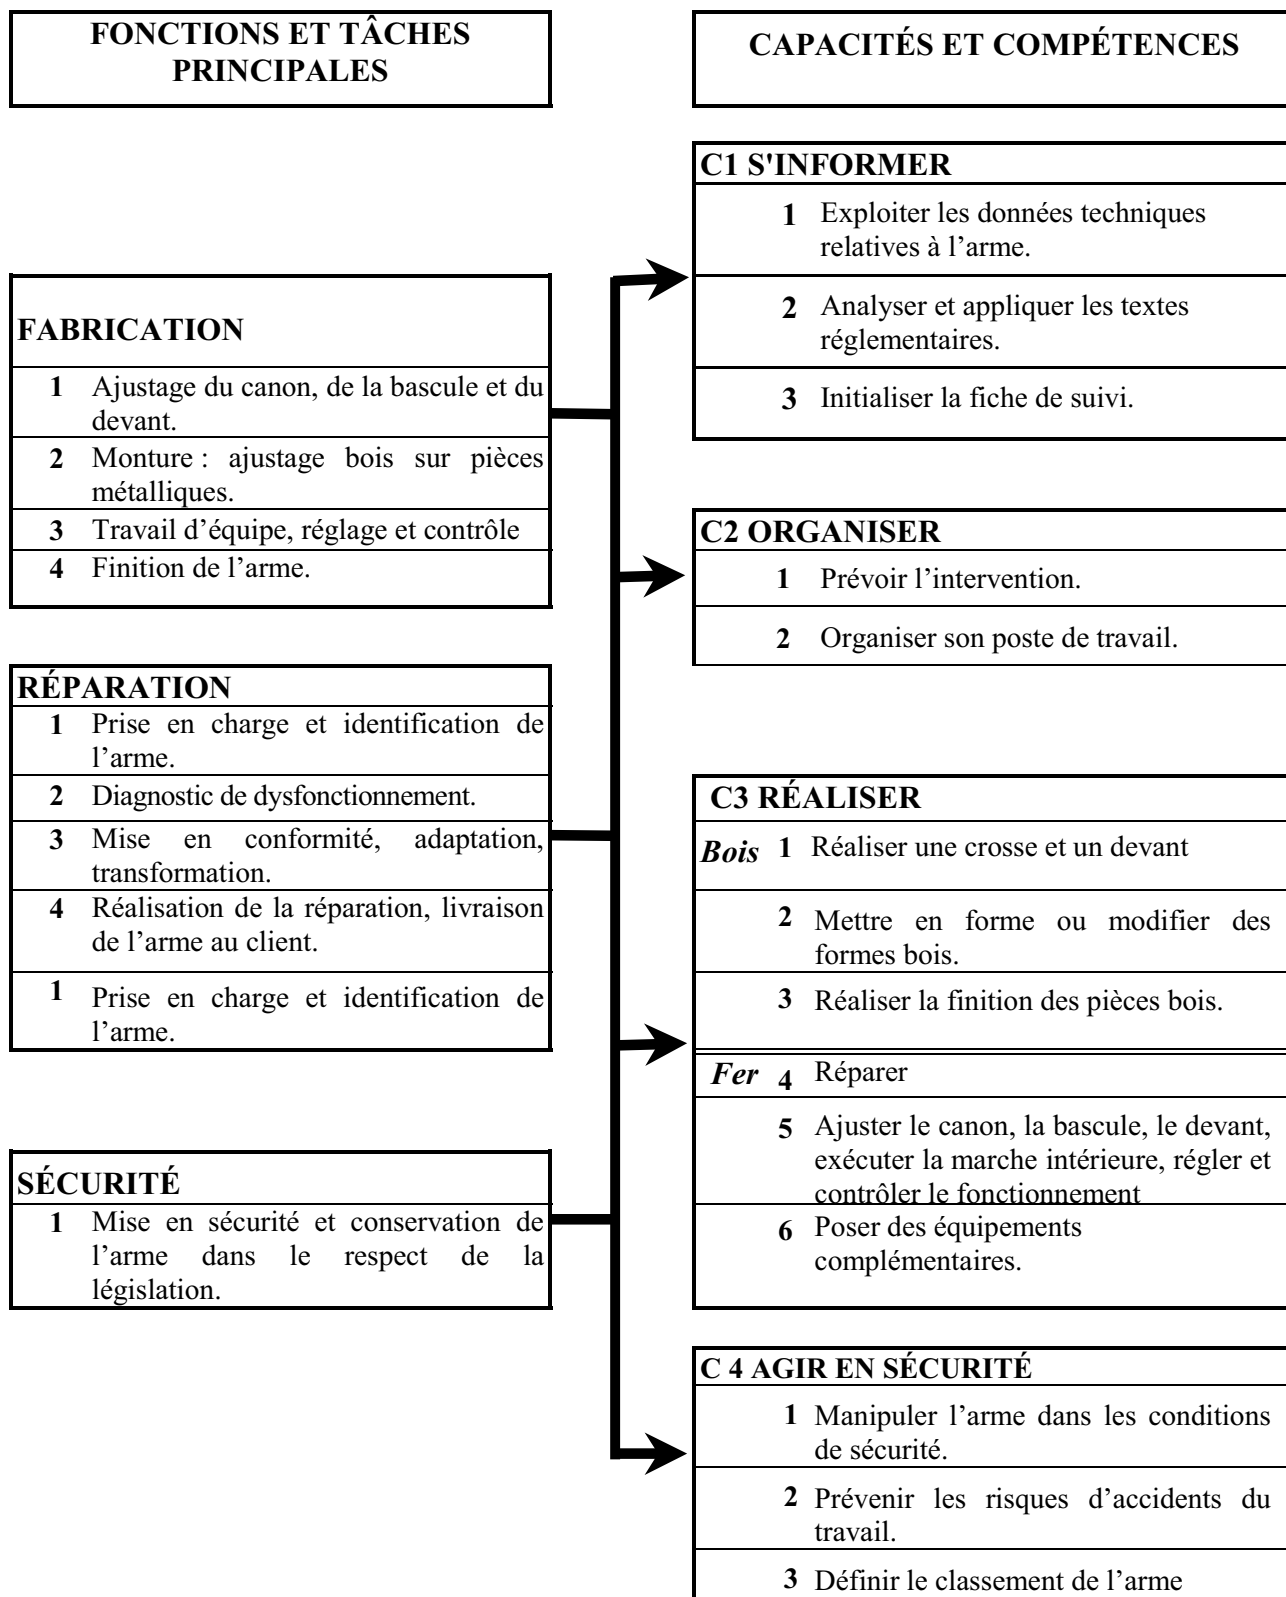 FONCTIONS ET TÂCHES
PRINCIPALES
FABRICATION
1 Ajustage du canon, de la bascule et du
devant.
2 Monture : ajustage bois sur pièces
métalliques.
3 Travail d’équipe, réglage et contrôle
4 Finition de l’arme.
RÉPARATION
1 Prise en charge et identification de
l’arme.
2 Diagnostic de dysfonctionnement.
3 Mise en conformité, adaptation,
transformation.
4 Réalisation de la réparation, livraison
de l’arme au client.
1 Prise en charge et identification de
l’arme.
SÉCURITÉ
1 Mise en sécurité et conservation de
l’arme dans le respect de la
législation.
CAPACITÉS ET COMPÉTENCES
C1 S'INFORMER
1 Exploiter les données techniques
relatives à l’arme.
2 Analyser et appliquer les textes
réglementaires.
3 Initialiser la fiche de suivi.
C2 ORGANISER
1 Prévoir l’intervention.
2 Organiser son poste de travail.
C3 RÉALISER
Bois 1 Réaliser une crosse et un devant
2 Mettre en forme ou modifier des
formes bois.
3 Réaliser la finition des pièces bois.
Fer 4 Réparer
5 Ajuster le canon, la bascule, le devant,
exécuter la marche intérieure, régler et
contrôler le fonctionnement
6 Poser des équipements
complémentaires.
C 4 AGIR EN SÉCURITÉ
1 Manipuler l’arme dans les conditions
de sécurité.
2 Prévenir les risques d’accidents du
travail.
3 Définir le classement de l’arme